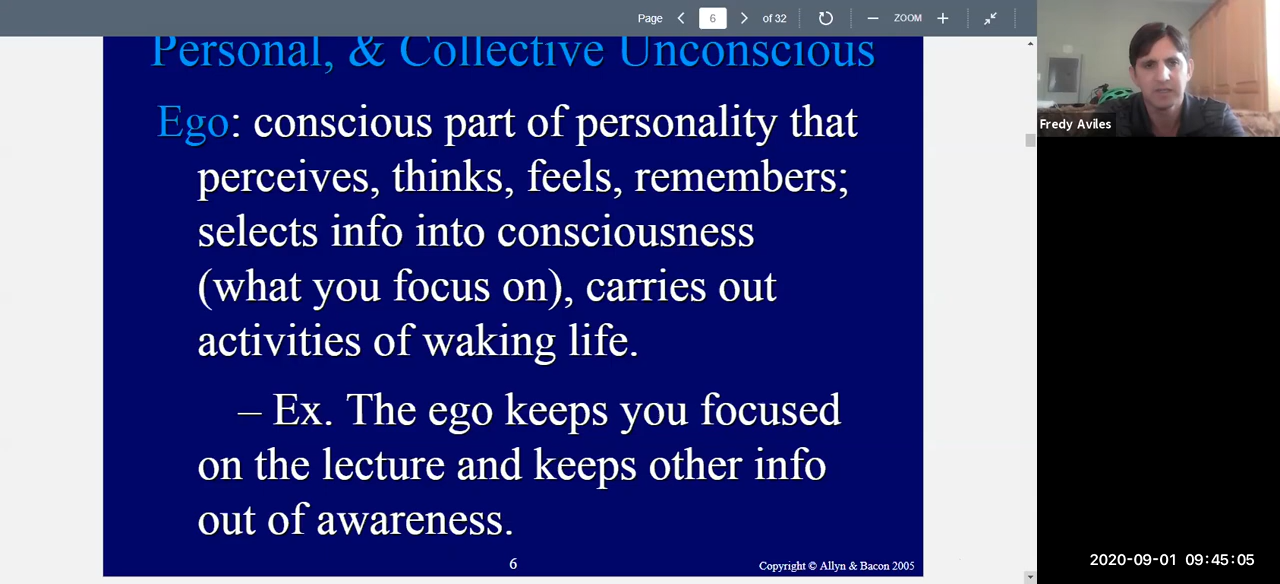 Page 6 of 32 ZOOM
Personal, & Collective Unconscious
Ego: conscious part of personality that
perceives, thinks, feels, remembers;
selects info into consciousness
(what you focus on), carries out
activities of waking life.
– Ex. The ego keeps you focused
on the lecture and keeps other info
out of awareness.
6
Copyright © Allyn & Bacon 2005
Fredy Aviles
2020-09-01 09:45:05